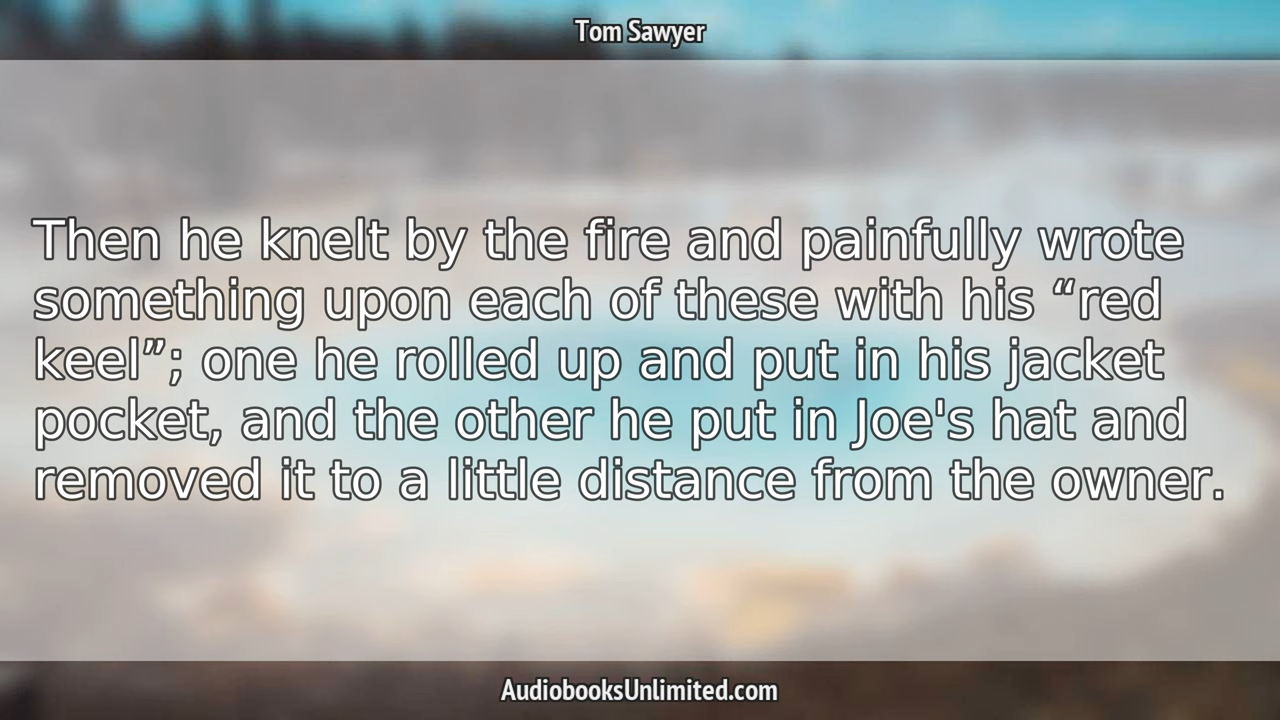 Tom Sawyer
Then he knelt by the fire and painfully wrote
something upon each of these with his “red
keel”; one he rolled up and put in his jacket
pocket, and the other he put in Joe's hat and
removed it to a little distance from the owner.
AudiobooksUnlimited.com